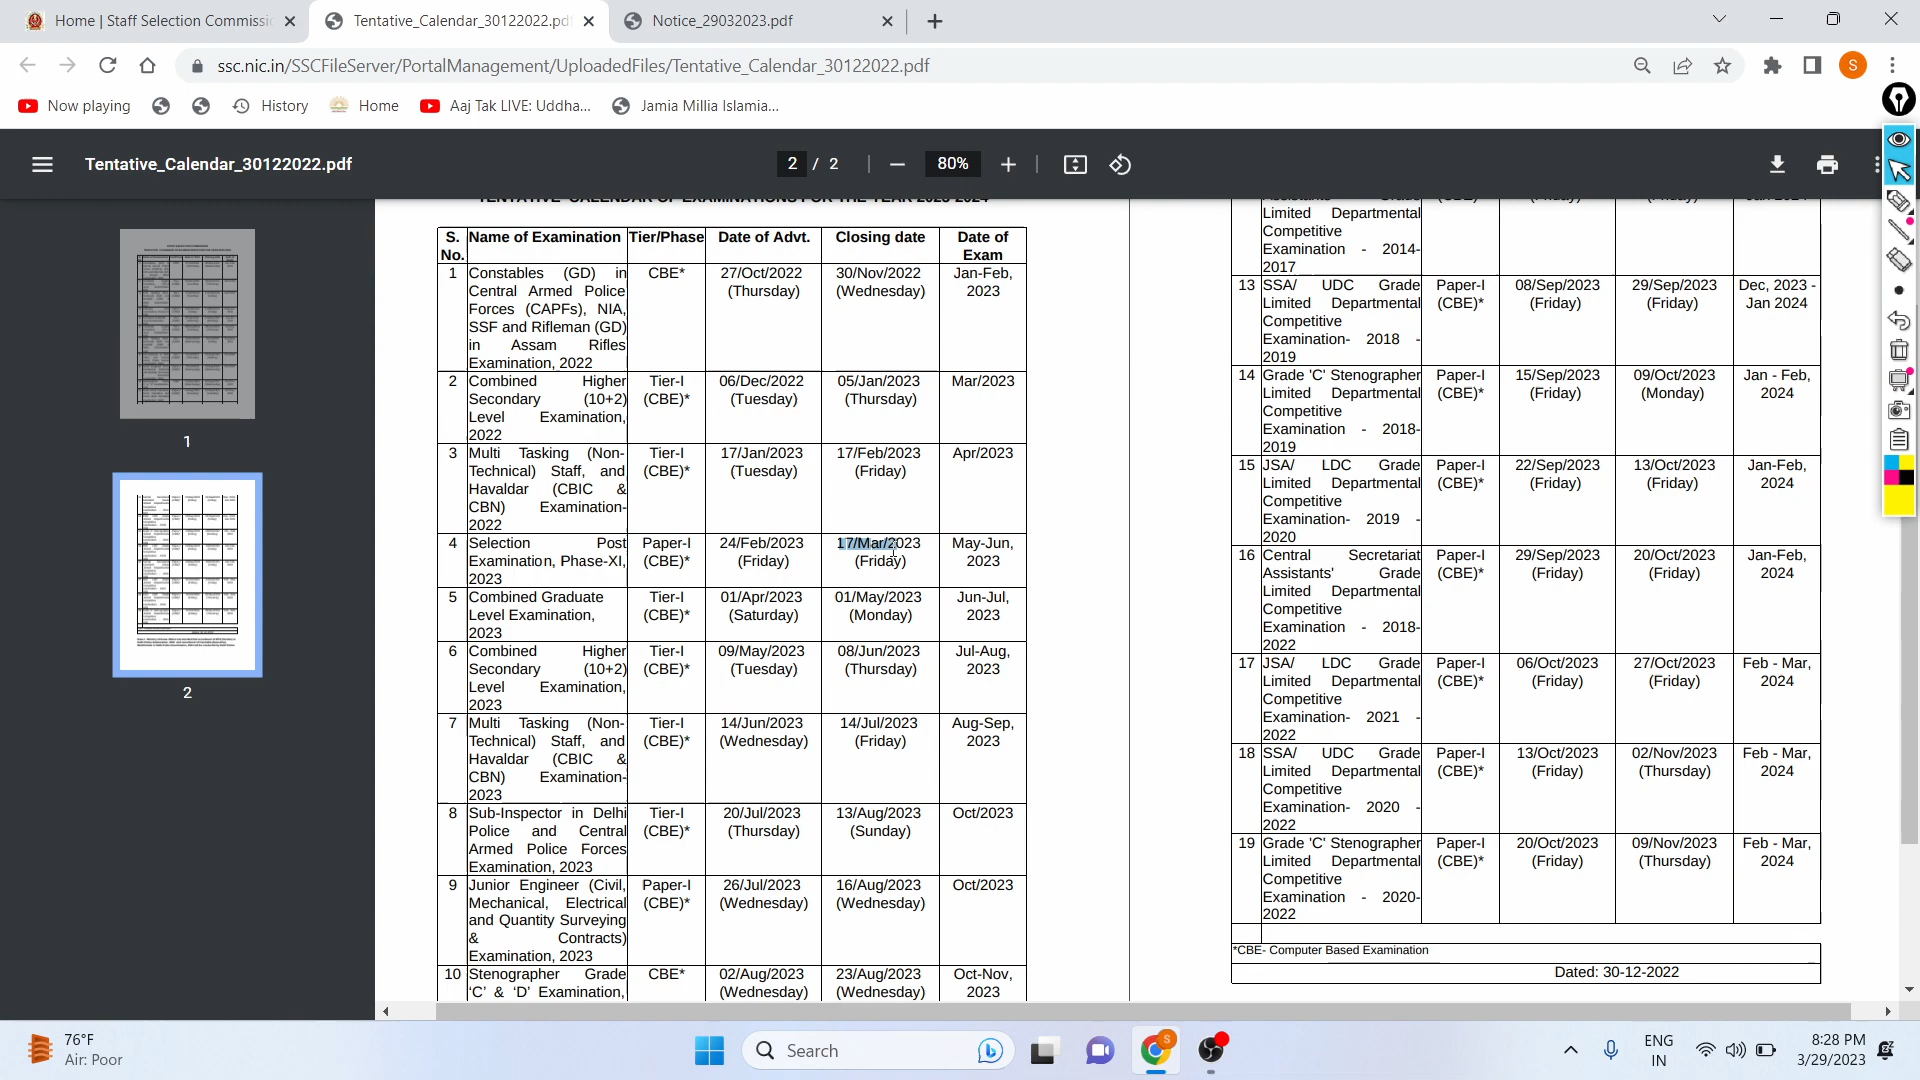 Home | Staff Selection Commissi
Tentative_Calendar_30122022.pd
Notice_29032023.pdf
ssc.nic.in/SSCFileServer/PortalManagement/UploadedFiles/Tentative_Calendar_30122022.pdf
S
Now playing
History
Home
Aaj Tak LIVE: Uddha...
Jamia Millia Islamia...
Tentative_Calendar_30122022.pdf
2 / 2
80%
1
2
TENTATIVE CALENDAR OF EXAMINATIONS FOR THE YEAR 2023-2024
S. No. Name of Examination Tier/Phase Date of Advt. Closing date Date of Exam
1 Constables (GD) in CBE* 27/Oct/2022 30/Nov/2022 Jan-Feb,
Central Armed Police (Thursday) (Wednesday) 2023
Forces (CAPFs), NIA,
SSF and Rifleman (GD)
in Assam Rifles
Examination, 2022
2 Combined Higher Tier-I 06/Dec/2022 05/Jan/2023 Mar/2023
Secondary (10+2) (CBE)* (Tuesday) (Thursday)
Level Examination,
2022
3 Multi Tasking (Non- Tier-I 17/Jan/2023 17/Feb/2023 Apr/2023
Technical) Staff, and (CBE)* (Tuesday) (Friday)
Havaldar (CBIC &
CBN) Examination-
2022
4 Selection Post Paper-I 24/Feb/2023 17/Mar/2023 May-Jun,
Examination, Phase-XI, (CBE)* (Friday) (Friday) 2023
2023
5 Combined Graduate Tier-I 01/Apr/2023 01/May/2023 Jun-Jul,
Level Examination, (CBE)* (Saturday) (Monday) 2023
2023
6 Combined Higher Tier-I 09/May/2023 08/Jun/2023 Jul-Aug,
Secondary (10+2) (CBE)* (Tuesday) (Thursday) 2023
Level Examination,
2023
7 Multi Tasking (Non- Tier-I 14/Jun/2023 14/Jul/2023 Aug-Sep,
Technical) Staff, and (CBE)* (Wednesday) (Friday) 2023
Havaldar (CBIC &
CBN) Examination-
2023
8 Sub-Inspector in Delhi Tier-I 20/Jul/2023 13/Aug/2023 Oct/2023
Police and Central (CBE)* (Thursday) (Sunday)
Armed Police Forces
Examination, 2023
9 Junior Engineer (Civil, Paper-I 26/Jul/2023 16/Aug/2023 Oct/2023
Mechanical, Electrical (CBE)* (Wednesday) (Wednesday)
and Quantity Surveying
& Contracts)
Examination, 2023
10 Stenographer Grade CBE* 02/Aug/2023 23/Aug/2023 Oct-Nov,
‘C’ & ‘D’ Examination, (Wednesday) (Wednesday) 2023
Assistants' Grade (CBE)* (Friday) (Friday) Jan 2024
Limited Departmental
Competitive
Examination - 2014-
2017
13 SSA/ UDC Grade Paper-I 08/Sep/2023 29/Sep/2023 Dec, 2023 -
Limited Departmental (CBE)* (Friday) (Friday) Jan 2024
Competitive
Examination- 2018 -
2019
14 Grade 'C' Stenographer Paper-I 15/Sep/2023 09/Oct/2023 Jan - Feb,
Limited Departmental (CBE)* (Friday) (Monday) 2024
Competitive
Examination - 2018-
2019
15 JSA/ LDC Grade Paper-I 22/Sep/2023 13/Oct/2023 Jan-Feb,
Limited Departmental (CBE)* (Friday) (Friday) 2024
Competitive
Examination- 2019 -
2020
16 Central Secretariat Paper-I 29/Sep/2023 20/Oct/2023 Jan-Feb,
Assistants' Grade (CBE)* (Friday) (Friday) 2024
Limited Departmental
Competitive
Examination - 2018-
2022
17 JSA/ LDC Grade Paper-I 06/Oct/2023 27/Oct/2023 Feb - Mar,
Limited Departmental (CBE)* (Friday) (Friday) 2024
Competitive
Examination- 2021 -
2022
18 SSA/ UDC Grade Paper-I 13/Oct/2023 02/Nov/2023 Feb - Mar,
Limited Departmental (CBE)* (Friday) (Thursday) 2024
Competitive
Examination- 2020 -
2022
19 Grade 'C' Stenographer Paper-I 20/Oct/2023 09/Nov/2023 Feb - Mar,
Limited Departmental (CBE)* (Friday) (Thursday) 2024
Competitive
Examination - 2020-
2022
*CBE- Computer Based Examination
Dated: 30-12-2022
76°F
Air: Poor
Search
S
ENG
IN
8:28 PM
3/29/2023